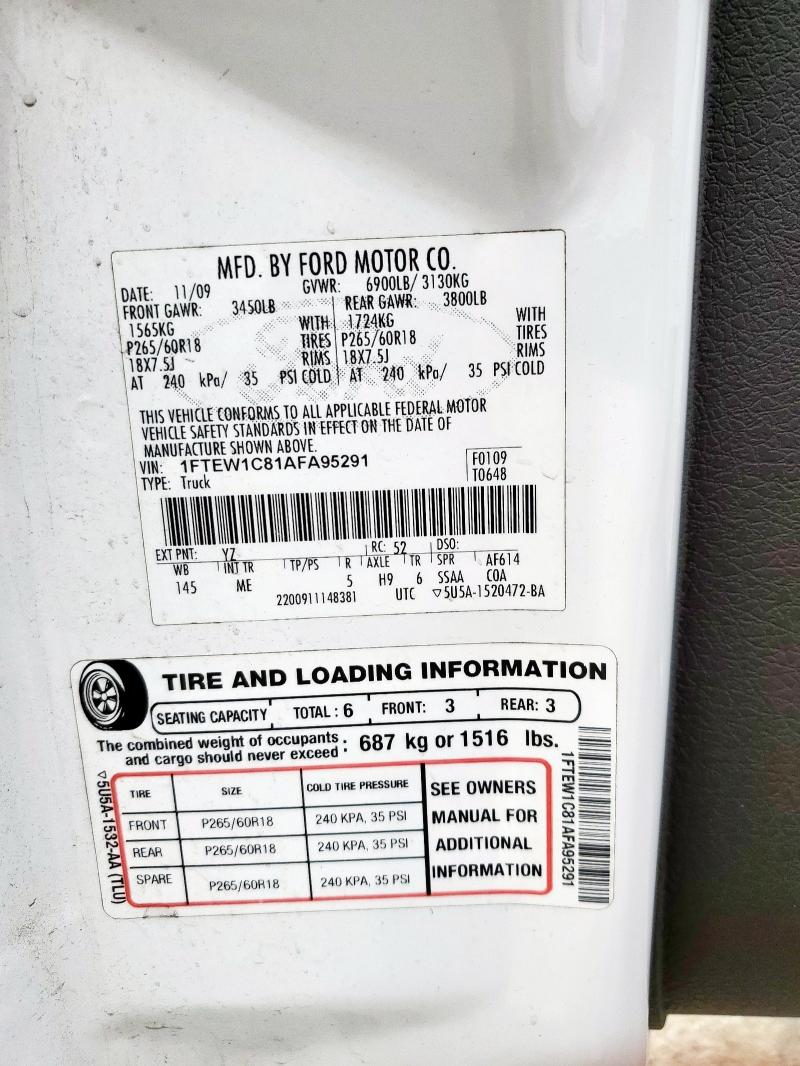 MFD. BY FORD MOTOR CO.
DATE: 11/09 GVWR: 6900LB/ 3130KG
FRONT GAWR: 3450LB REAR GAWR: 3800LB
1565KG WITH 1724KG WITH
P265/60R18 TIRES P265/60R18 TIRES
18X7.5J RIMS 18X7.5J RIMS
AT 240 kPa/ 35 PSI COLD AT 240 kPa/ 35 PSI COLD
THIS VEHICLE CONFORMS TO ALL APPLICABLE FEDERAL MOTOR
VEHICLE SAFETY STANDARDS IN EFFECT ON THE DATE OF
MANUFACTURE SHOWN ABOVE.
VIN: 1FTEW1C81AFA95291 F0109
TYPE: Truck T0648
EXT PNT: YZ RC: 52 DSO:
WB INT TR TP/PS R AXLE TR SPR AF614
145 ME 5 H9 6 SSAA COA
2200911148381 UTC ▽5U5A-1520472-BA
TIRE AND LOADING INFORMATION
SEATING CAPACITY TOTAL : 6 FRONT: 3 REAR: 3
The combined weight of occupants
and cargo should never exceed : 687 kg or 1516 lbs.
TIRE SIZE COLD TIRE PRESSURE SEE OWNERS
FRONT P265/60R18 240 KPA, 35 PSI MANUAL FOR
REAR P265/60R18 240 KPA, 35 PSI ADDITIONAL
SPARE P265/60R18 240 KPA, 35 PSI INFORMATION
▽5U5A-1532-AA (TLU)
1FTEW1C81AFA95291